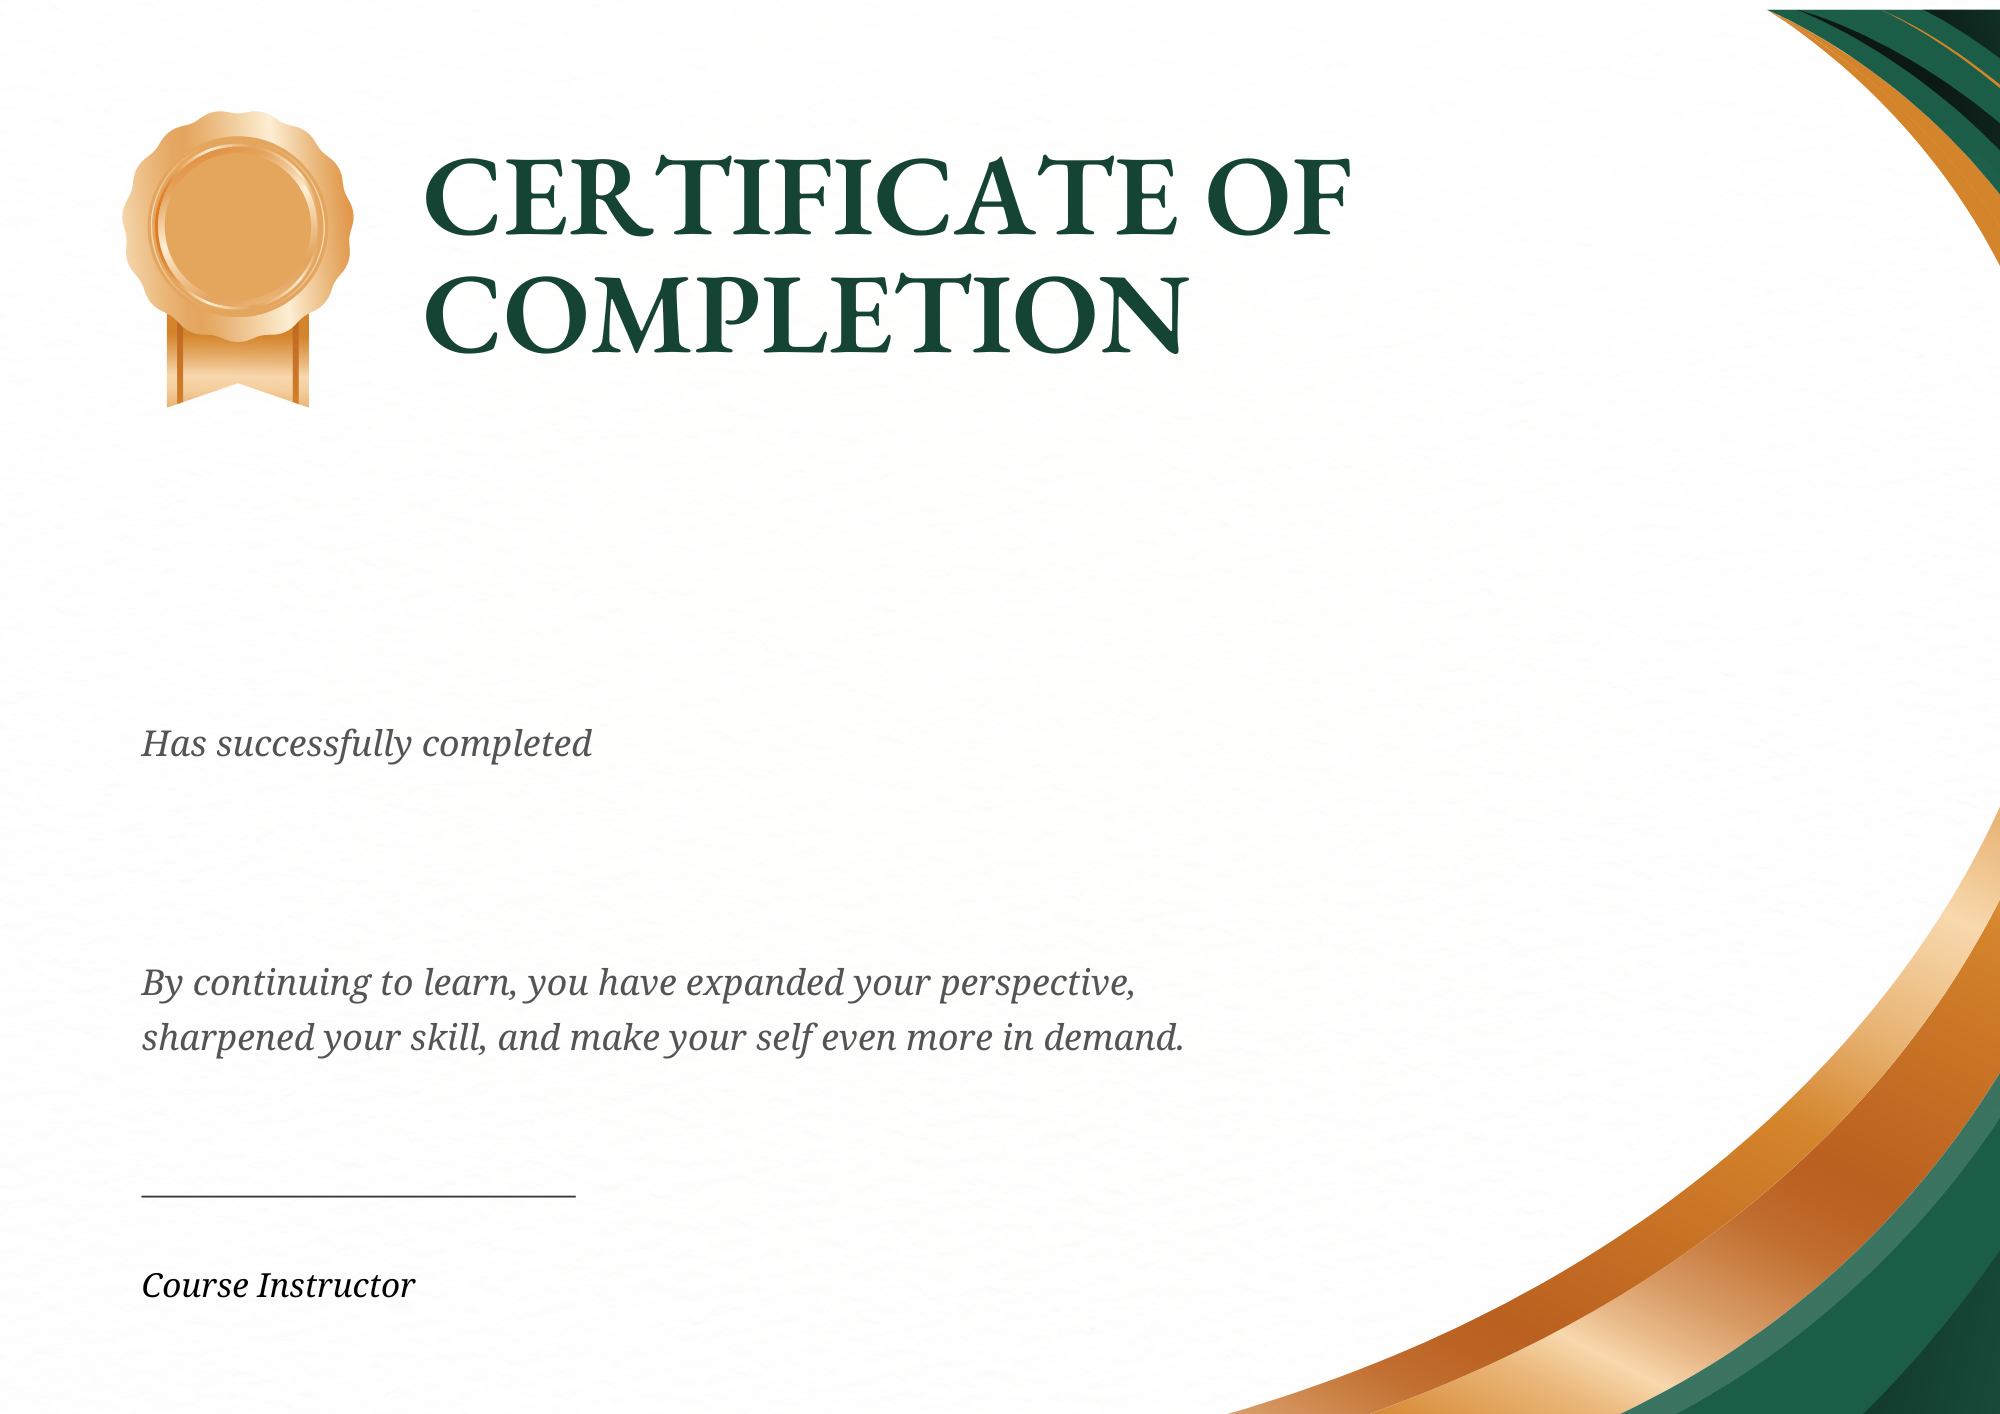 CERTIFICATE OF
COMPLETION
Has successfully completed
By continuing to learn, you have expanded your perspective,
sharpened your skill, and make your self even more in demand.
Course Instructor